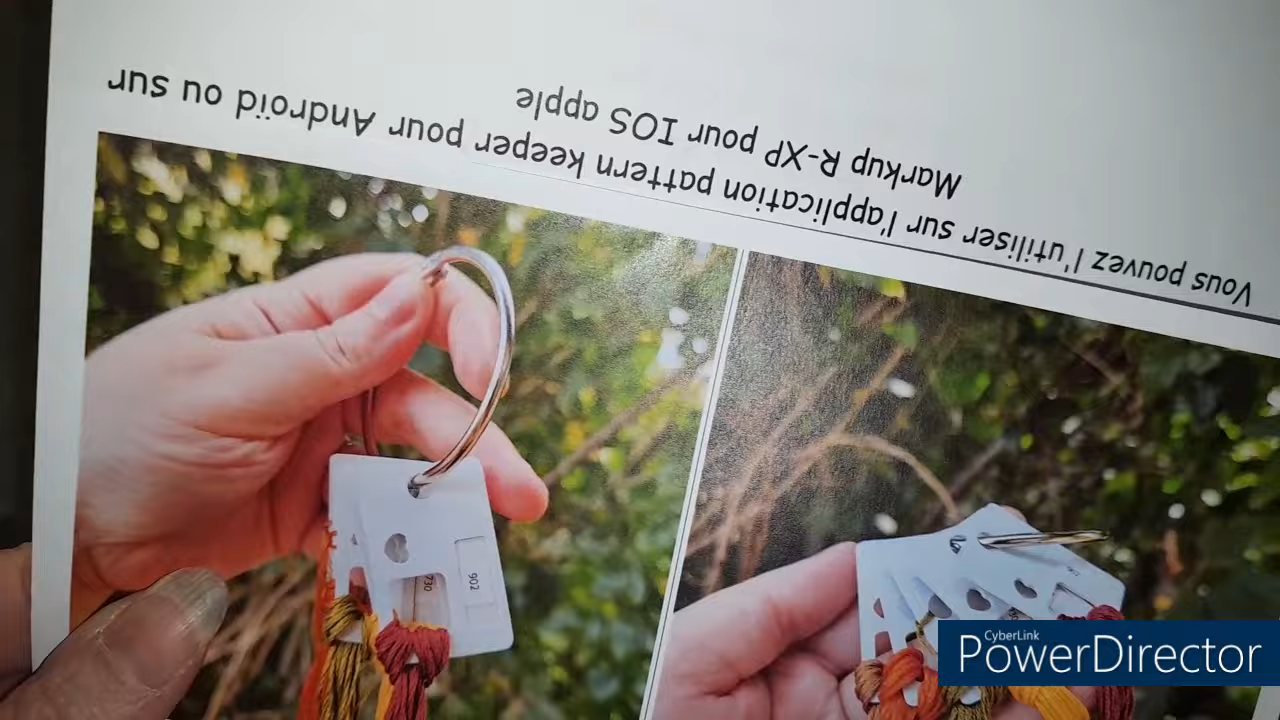 Vous pouvez l'utiliser sur l'application pattern keeper pour Androïd ou sur
Markup R-XP pour IOS apple
902
730
CyberLink
PowerDirector